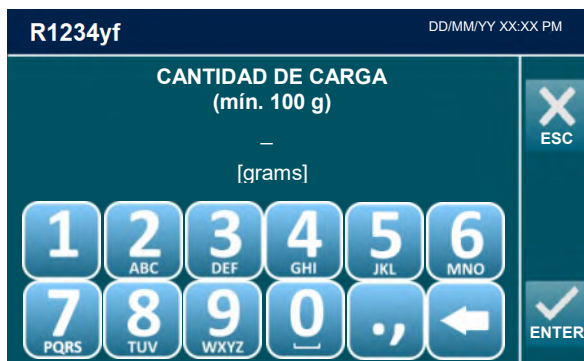 R1234yf
DD/MM/YY XX:XX PM
CANTIDAD DE CARGA
(mín. 100 g)
_
[grams]
ESC
1 2 3 4 5 6
ABC DEF GHI JKL MNO
7 8 9 0 .,
PQRS TUV WXYZ
ENTER